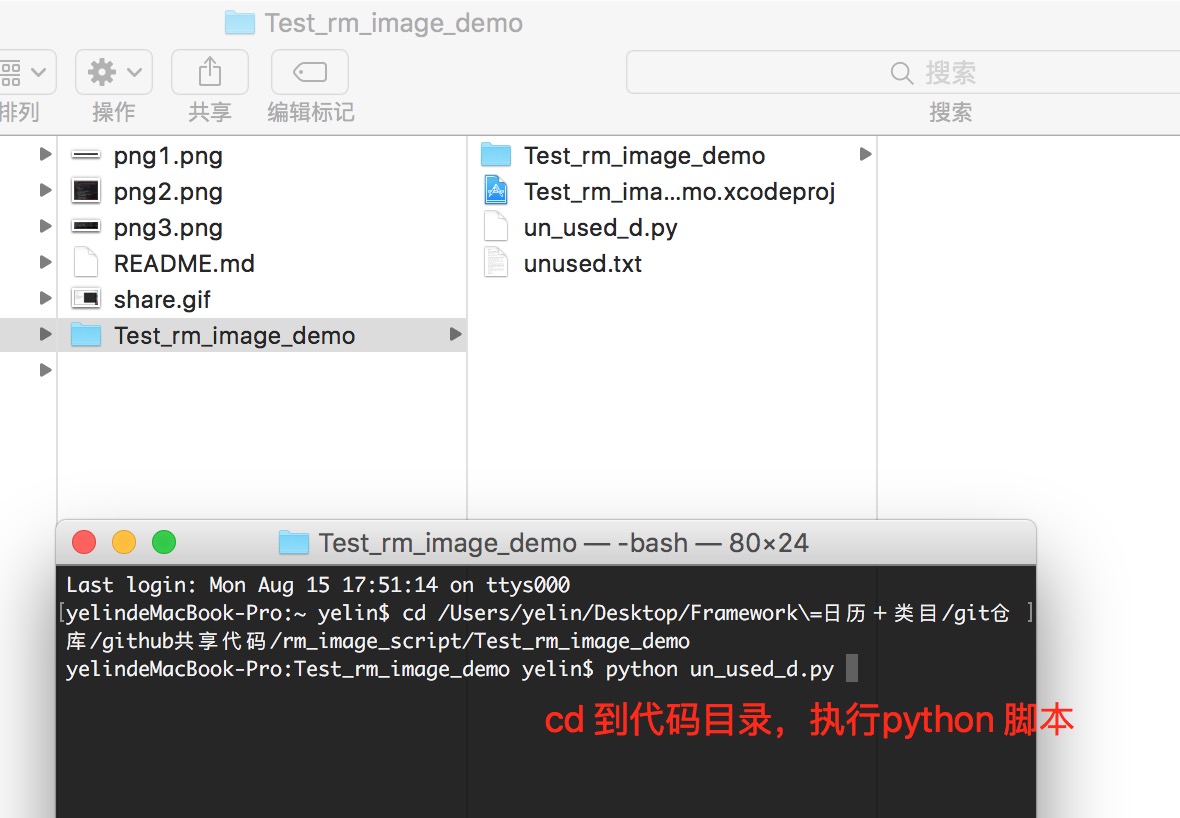 Test_rm_image_demo
搜索
排列 操作 共享 编辑标记 搜索
png1.png
png2.png
png3.png
README.md
share.gif
Test_rm_image_demo
Test_rm_image_demo
Test_rm_ima...mo.xcodeproj
un_used_d.py
unused.txt
Test_rm_image_demo — -bash — 80×24
Last login: Mon Aug 15 17:51:14 on ttys000
[yelindeMacBook-Pro:~ yelin$ cd /Users/yelin/Desktop/Framework\=日历+类目/git仓 ]
库/github共享代码/rm_image_script/Test_rm_image_demo
yelindeMacBook-Pro:Test_rm_image_demo yelin$ python un_used_d.py
cd 到代码目录，执行python 脚本